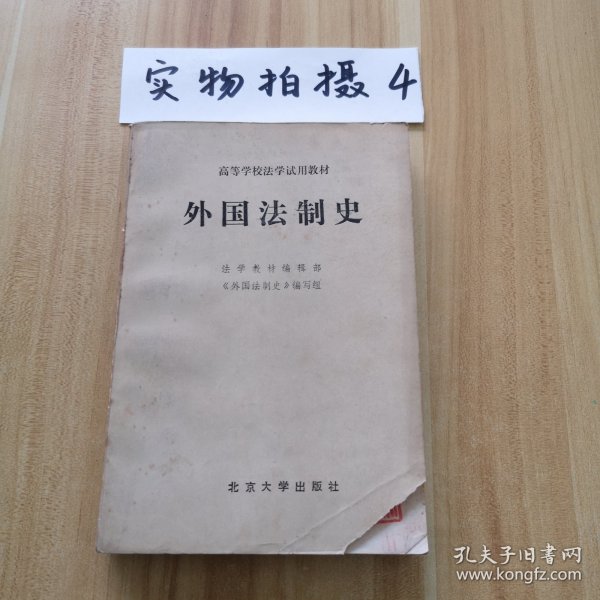 实物拍摄4
高等学校法学试用教材
外国法制史
法学教材编辑部
《外国法制史》编写组
北京大学出版社
孔夫子旧书网
www.kongfz.com